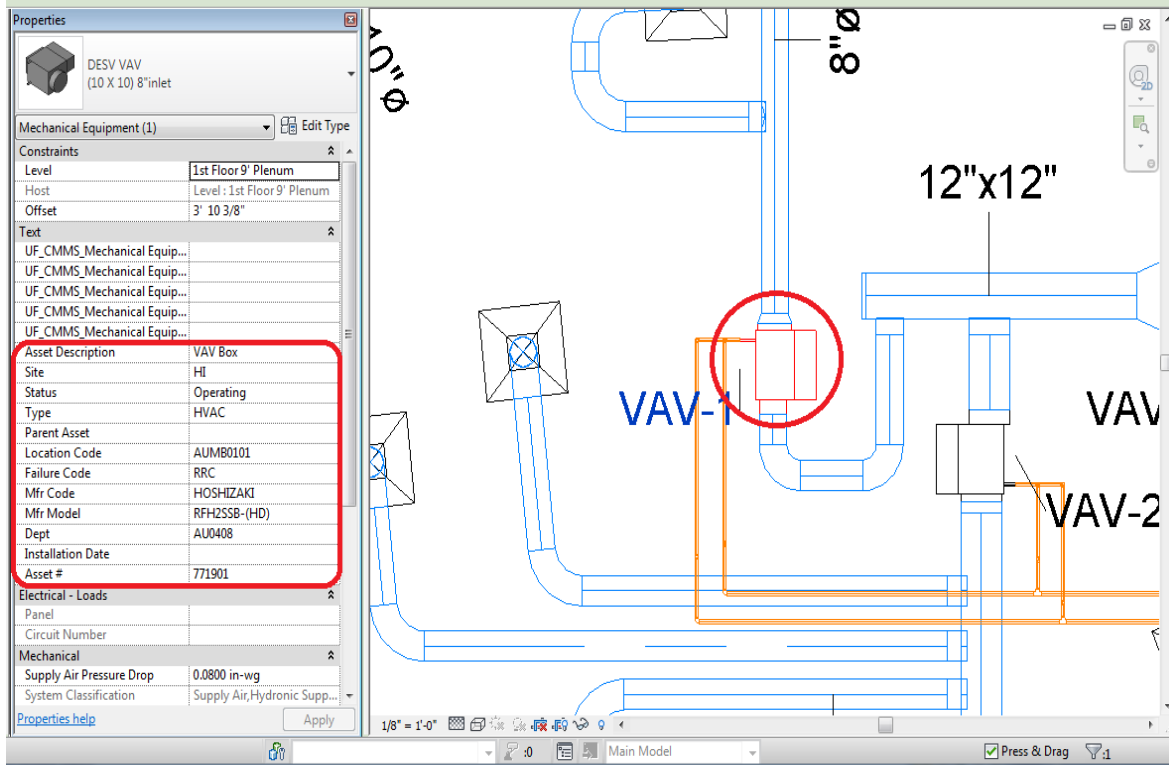 Properties
DESV VAV
(10 X 10) 8"inlet
Mechanical Equipment (1)
Edit Type
Constraints
Level 1st Floor 9' Plenum
Host Level : 1st Floor 9' Plenum
Offset 3' 10 3/8"
Text
UF_CMMS_Mechanical Equip...
UF_CMMS_Mechanical Equip...
UF_CMMS_Mechanical Equip...
UF_CMMS_Mechanical Equip...
UF_CMMS_Mechanical Equip...
Asset Description VAV Box
Site HI
Status Operating
Type HVAC
Parent Asset
Location Code AUMB0101
Failure Code RRC
Mfr Code HOSHIZAKI
Mfr Model RFH2SSB-(HD)
Dept AU0408
Installation Date
Asset # 771901
Electrical - Loads
Panel
Circuit Number
Mechanical
Supply Air Pressure Drop 0.0800 in-wg
System Classification Supply Air,Hydronic Supp...
Properties help
Apply
10"ø
8"ø
2D
12"x12"
VAV-1
VAV
VAV-2
1/8" = 1'-0"
:0
Main Model
Press & Drag
:1